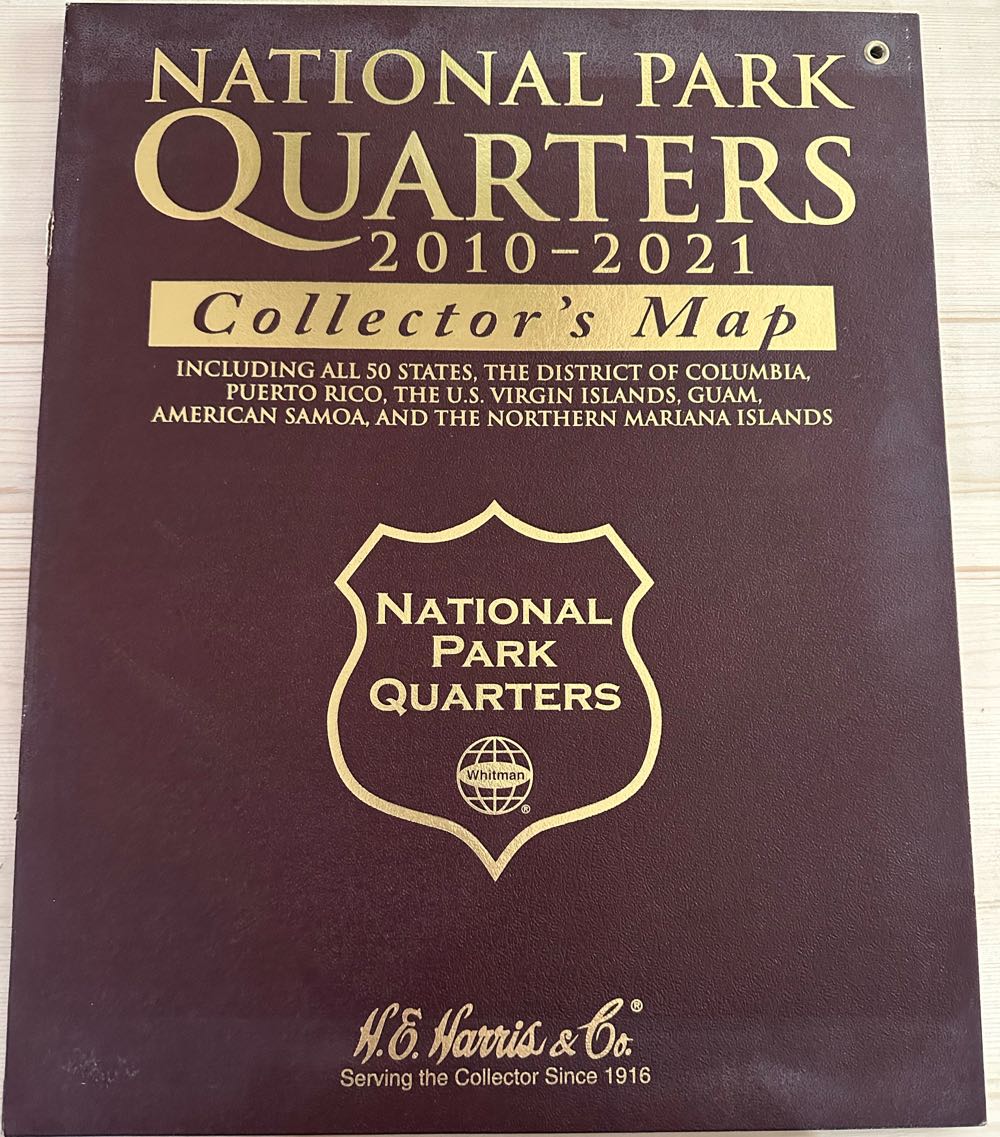 NATIONAL PARK
QUARTERS
2010–2021
Collector's Map
INCLUDING ALL 50 STATES, THE DISTRICT OF COLUMBIA,
PUERTO RICO, THE U.S. VIRGIN ISLANDS, GUAM,
AMERICAN SAMOA, AND THE NORTHERN MARIANA ISLANDS
NATIONAL
PARK
QUARTERS
Whitman®
H.E. Harris & Co.®
Serving the Collector Since 1916